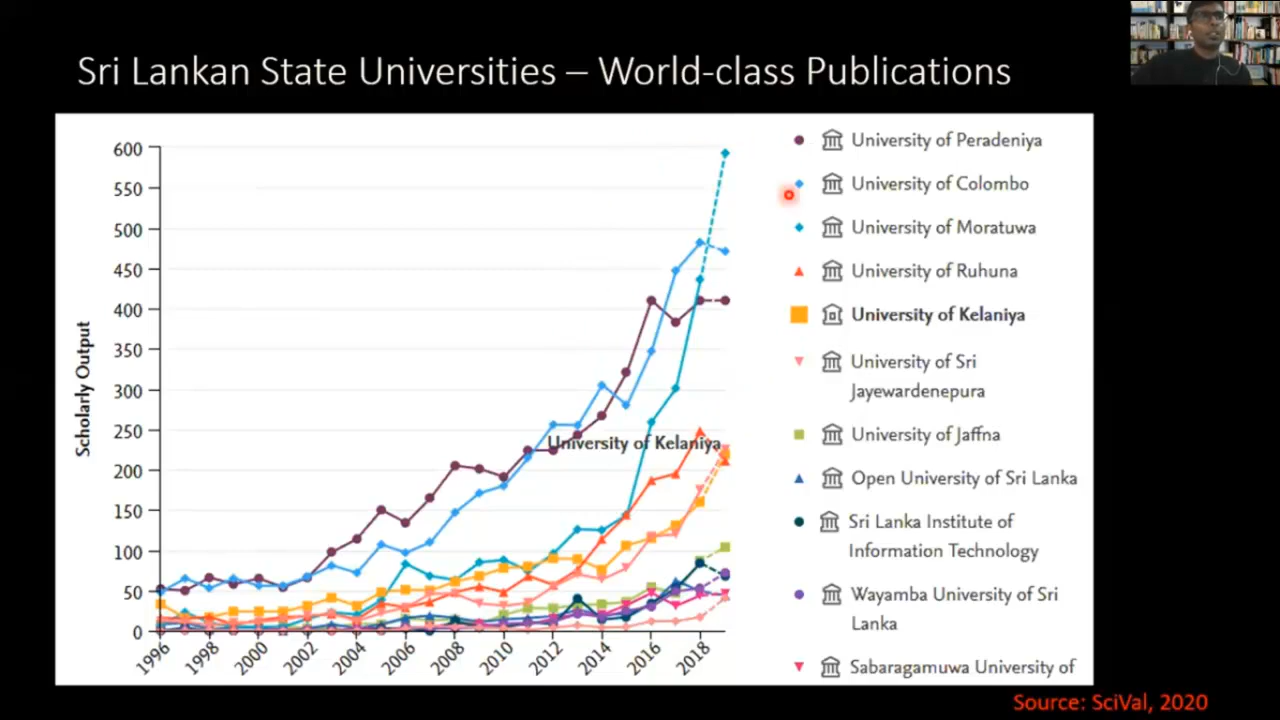 Sri Lankan State Universities – World-class Publications
600
550
500
450
400
350
300
250
200
150
100
50
0
Scholarly Output
University of Kelaniya
1996
1998
2000
2002
2004
2006
2008
2010
2012
2014
2016
2018
University of Peradeniya
University of Colombo
University of Moratuwa
University of Ruhuna
University of Kelaniya
University of Sri
Jayewardenepura
University of Jaffna
Open University of Sri Lanka
Sri Lanka Institute of
Information Technology
Wayamba University of Sri
Lanka
Sabaragamuwa University of
Source: SciVal, 2020